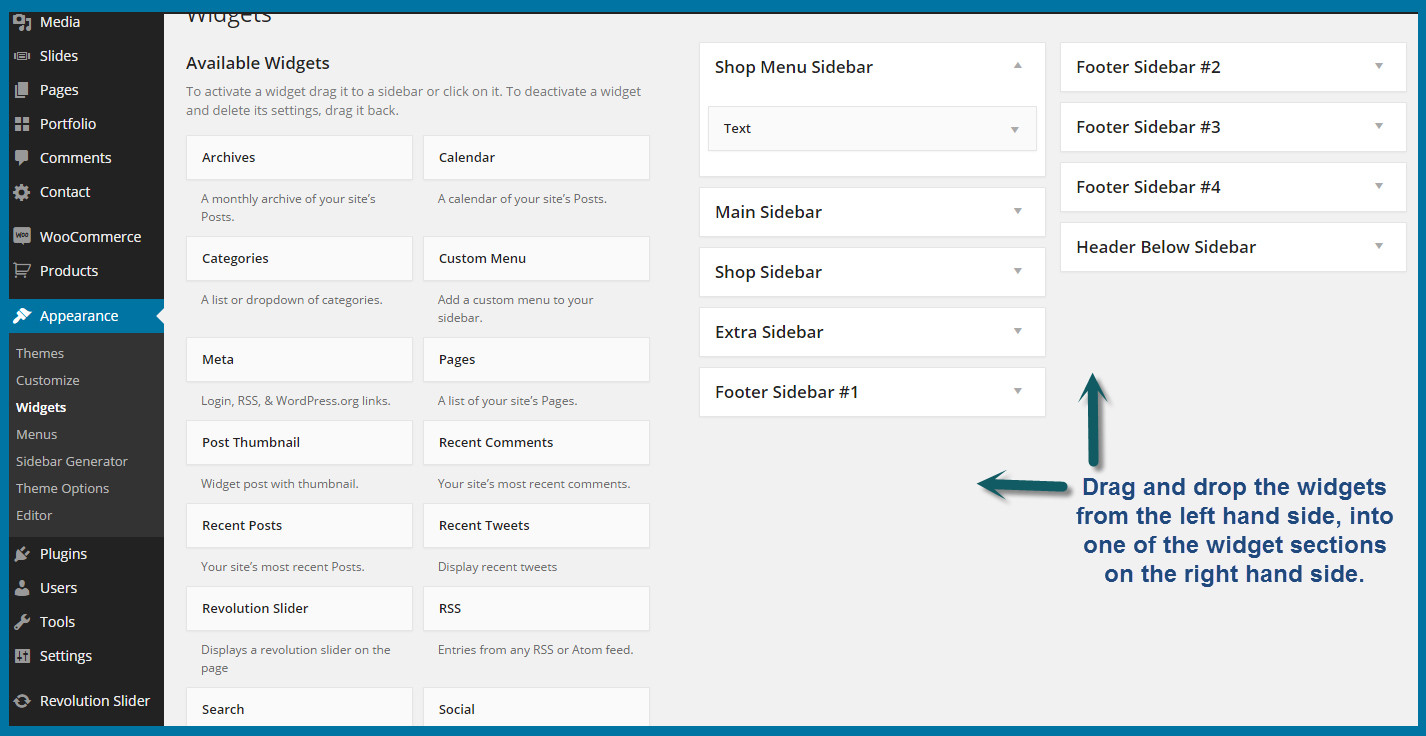 Media
Slides
Pages
Portfolio
Comments
Contact
WooCommerce
Products
Appearance
Themes
Customize
Widgets
Menus
Sidebar Generator
Theme Options
Editor
Plugins
Users
Tools
Settings
Revolution Slider
Widgets
Available Widgets
To activate a widget drag it to a sidebar or click on it. To deactivate a widget
and delete its settings, drag it back.
Archives
A monthly archive of your site's
Posts.
Calendar
A calendar of your site's Posts.
Categories
A list or dropdown of categories.
Custom Menu
Add a custom menu to your
sidebar.
Meta
Login, RSS, & WordPress.org links.
Pages
A list of your site's Pages.
Post Thumbnail
Widget post with thumbnail.
Recent Comments
Your site's most recent comments.
Recent Posts
Your site's most recent Posts.
Recent Tweets
Display recent tweets
Revolution Slider
Displays a revolution slider on the
page
RSS
Entries from any RSS or Atom feed.
Search
Social
Shop Menu Sidebar
Text
Main Sidebar
Shop Sidebar
Extra Sidebar
Footer Sidebar #1
Footer Sidebar #2
Footer Sidebar #3
Footer Sidebar #4
Header Below Sidebar
Drag and drop the widgets
from the left hand side, into
one of the widget sections
on the right hand side.